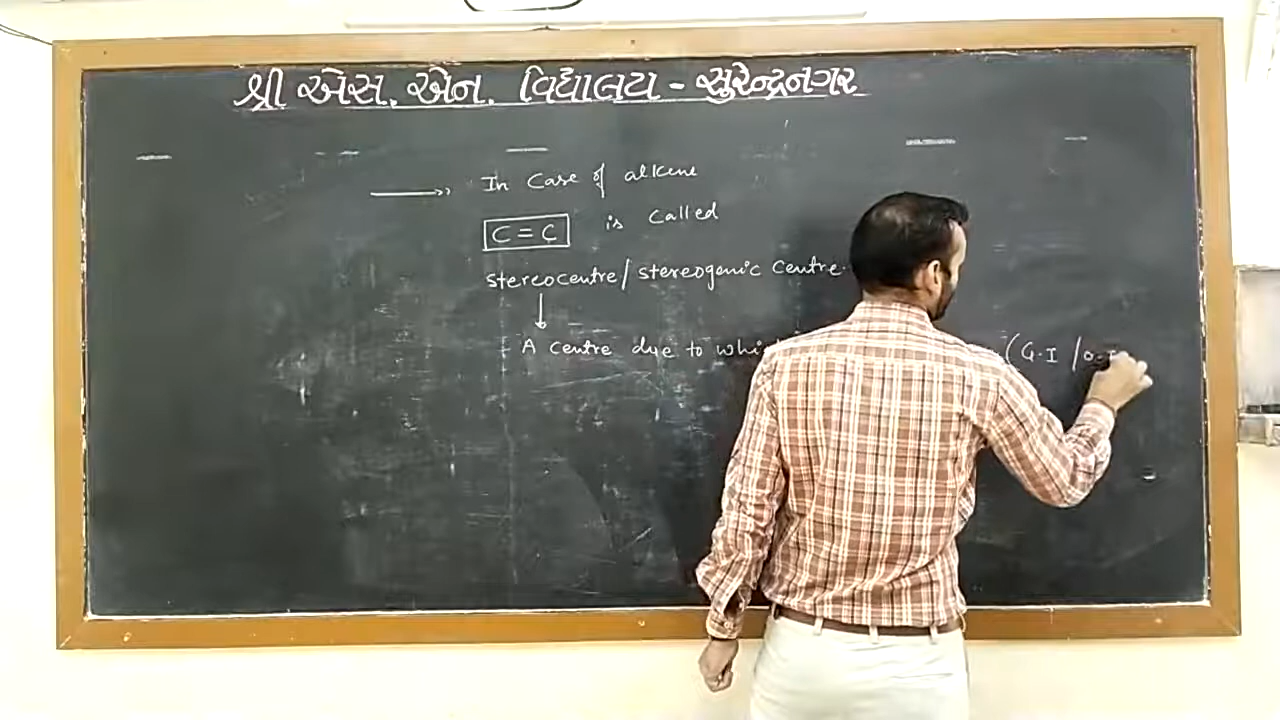 શ્રી એસ. એન. વિદ્યાલય - સુરેન્દ્રનગર
In Case of alkene
C = C is called
stereocentre / stereogenic centre.
A centre due to which (G.I / O.I